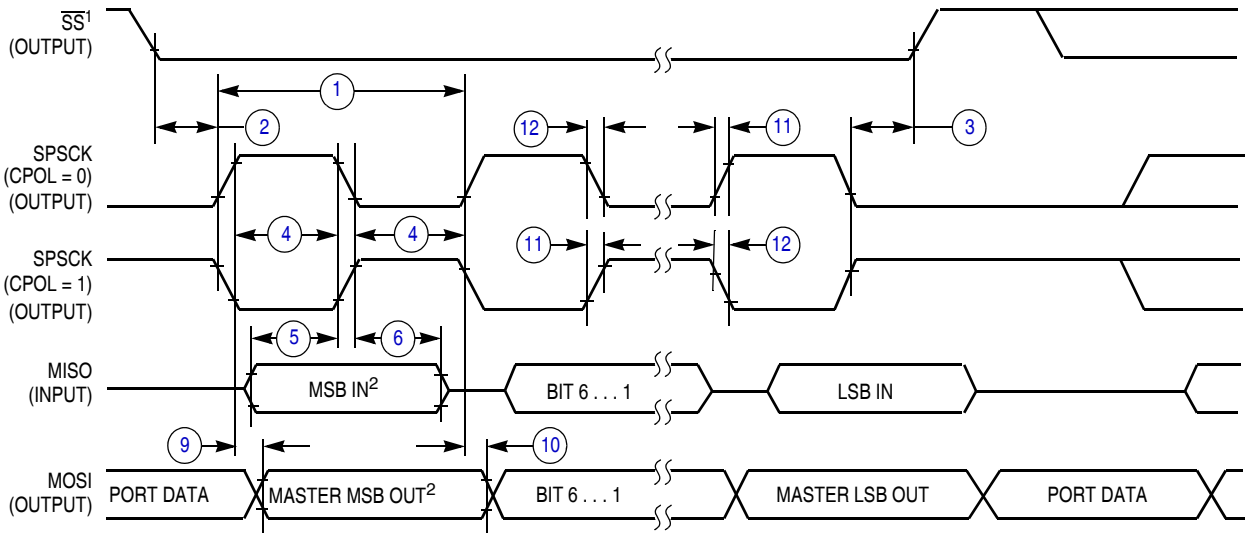 SS1
(OUTPUT)
1
2
12
11
3
SPSCK
(CPOL = 0)
(OUTPUT)
4
4
11
12
SPSCK
(CPOL = 1)
(OUTPUT)
5
6
MISO
(INPUT)
MSB IN2
BIT 6 . . . 1
LSB IN
9
10
MOSI
(OUTPUT)
PORT DATA
MASTER MSB OUT2
BIT 6 . . . 1
MASTER LSB OUT
PORT DATA